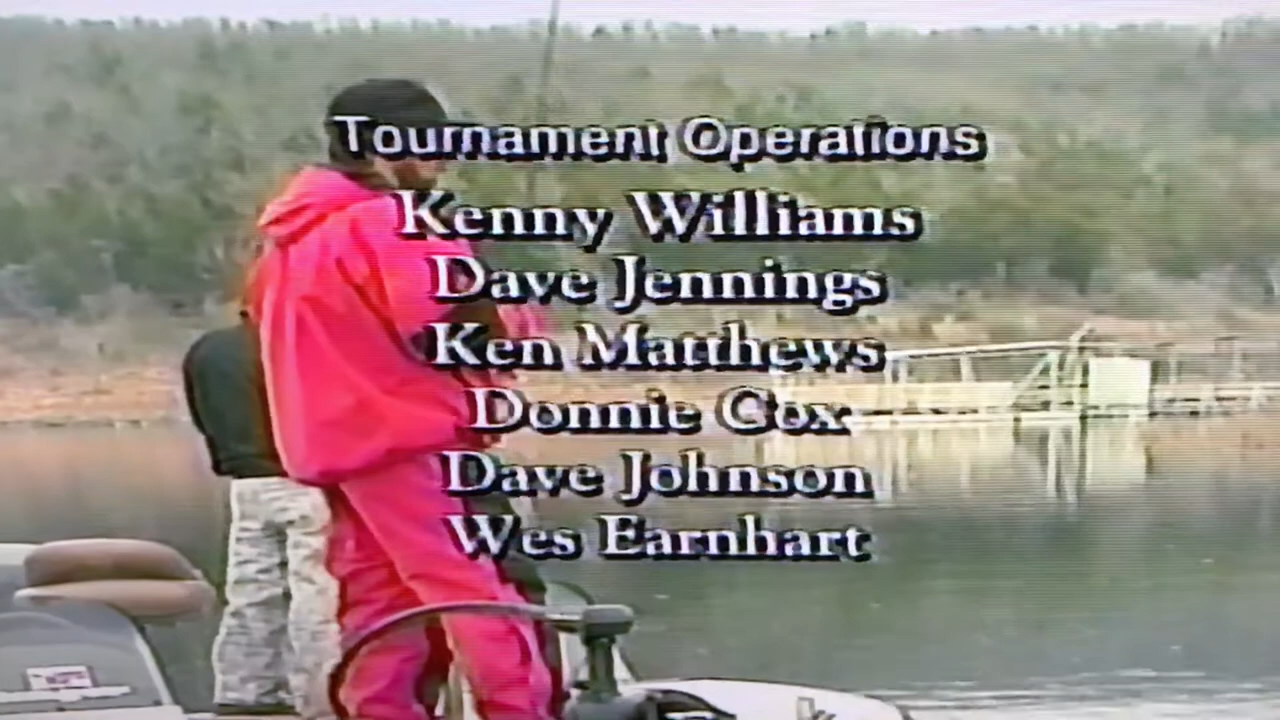 Tournament Operations
Kenny Williams
Dave Jennings
Ken Matthews
Donnie Cox
Dave Johnson
Wes Earnhart